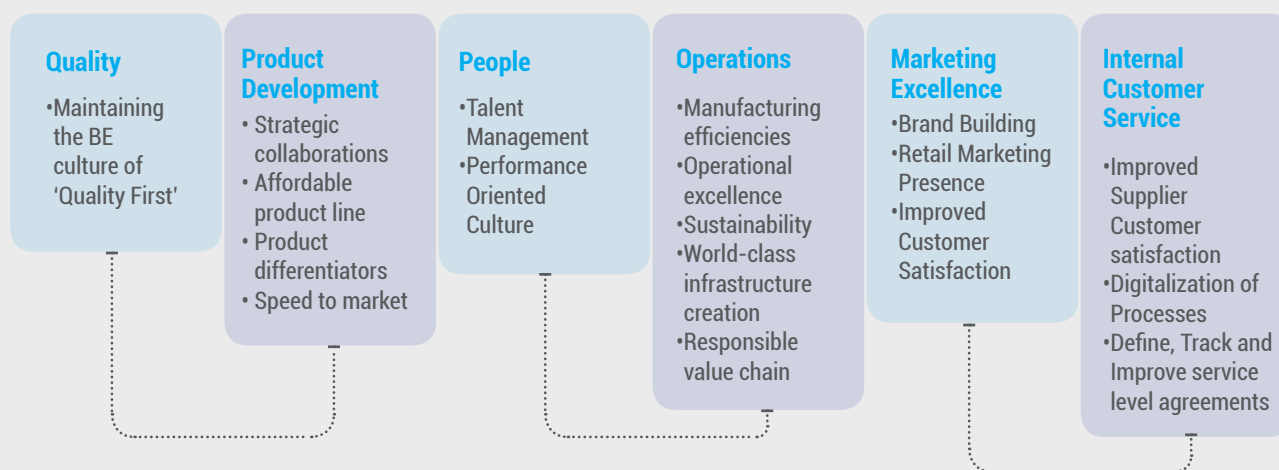 Quality
•Maintaining
the BE
culture of
‘Quality First’
Product
Development
• Strategic
collaborations
• Affordable
product line
• Product
differentiators
• Speed to market
People
•Talent
Management
•Performance
Oriented
Culture
Operations
•Manufacturing
efficiencies
•Operational
excellence
•Sustainability
•World-class
infrastructure
creation
•Responsible
value chain
Marketing
Excellence
•Brand Building
•Retail Marketing
Presence
•Improved
Customer
Satisfaction
Internal
Customer
Service
•Improved
Supplier
Customer
satisfaction
•Digitalization of
Processes
•Define, Track and
Improve service
level agreements